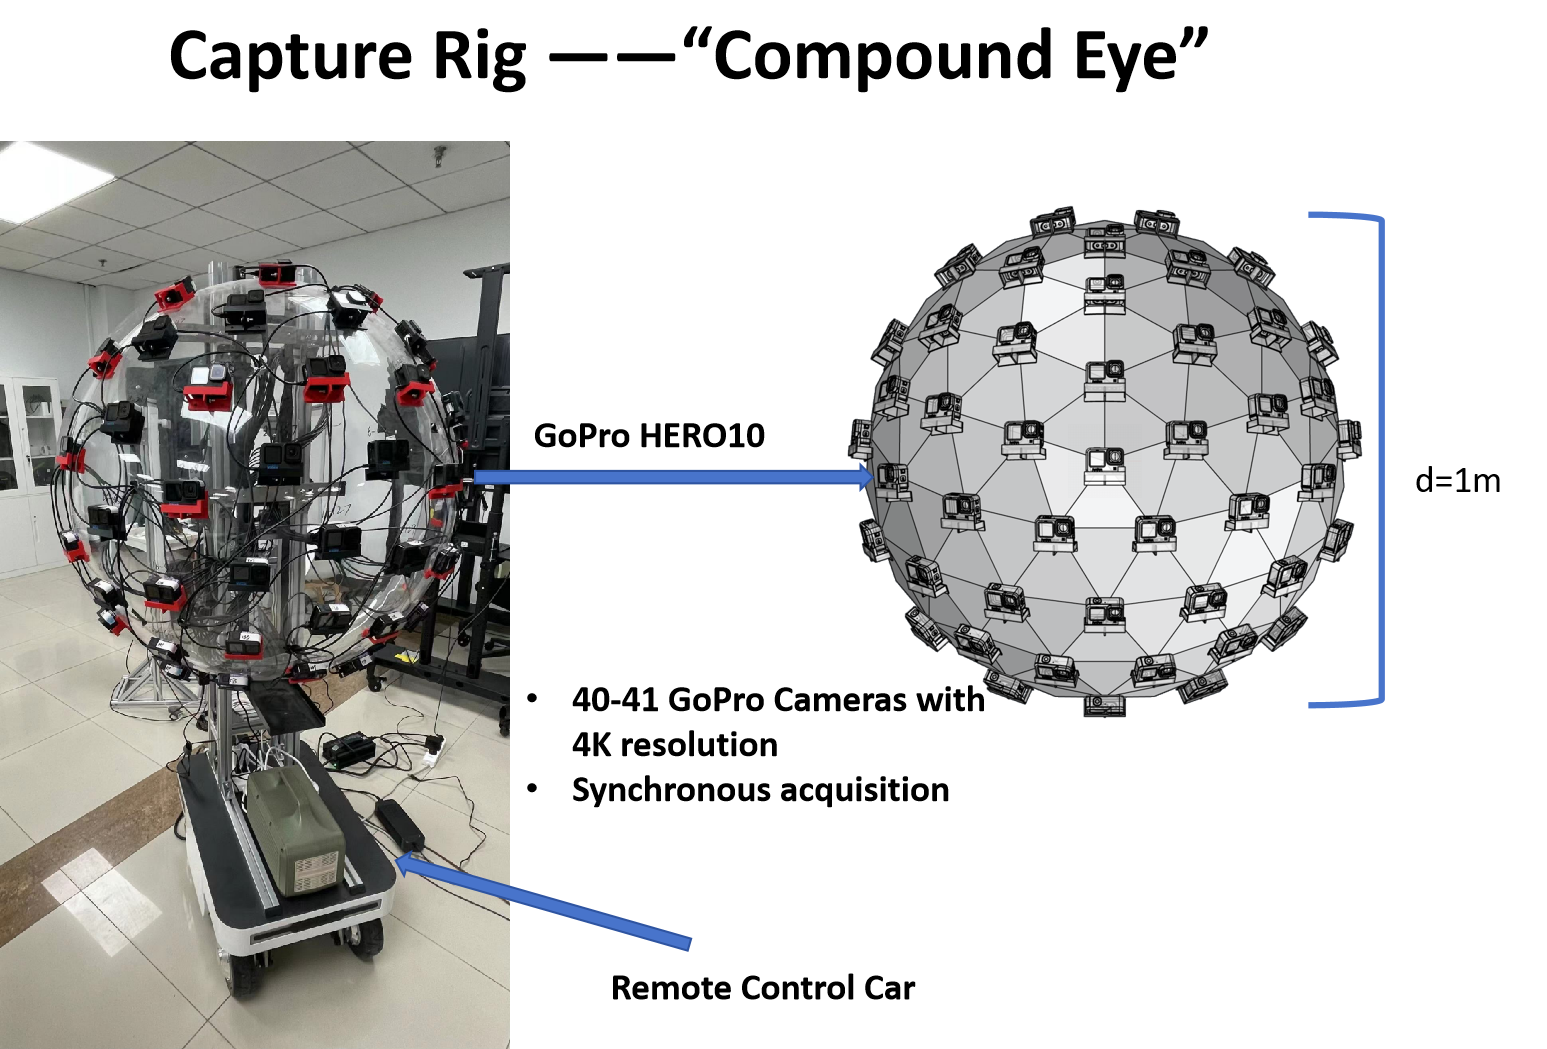 Capture Rig ——“Compound Eye”
GoPro HERO10
d=1m
• 40-41 GoPro Cameras with
4K resolution
• Synchronous acquisition
Remote Control Car